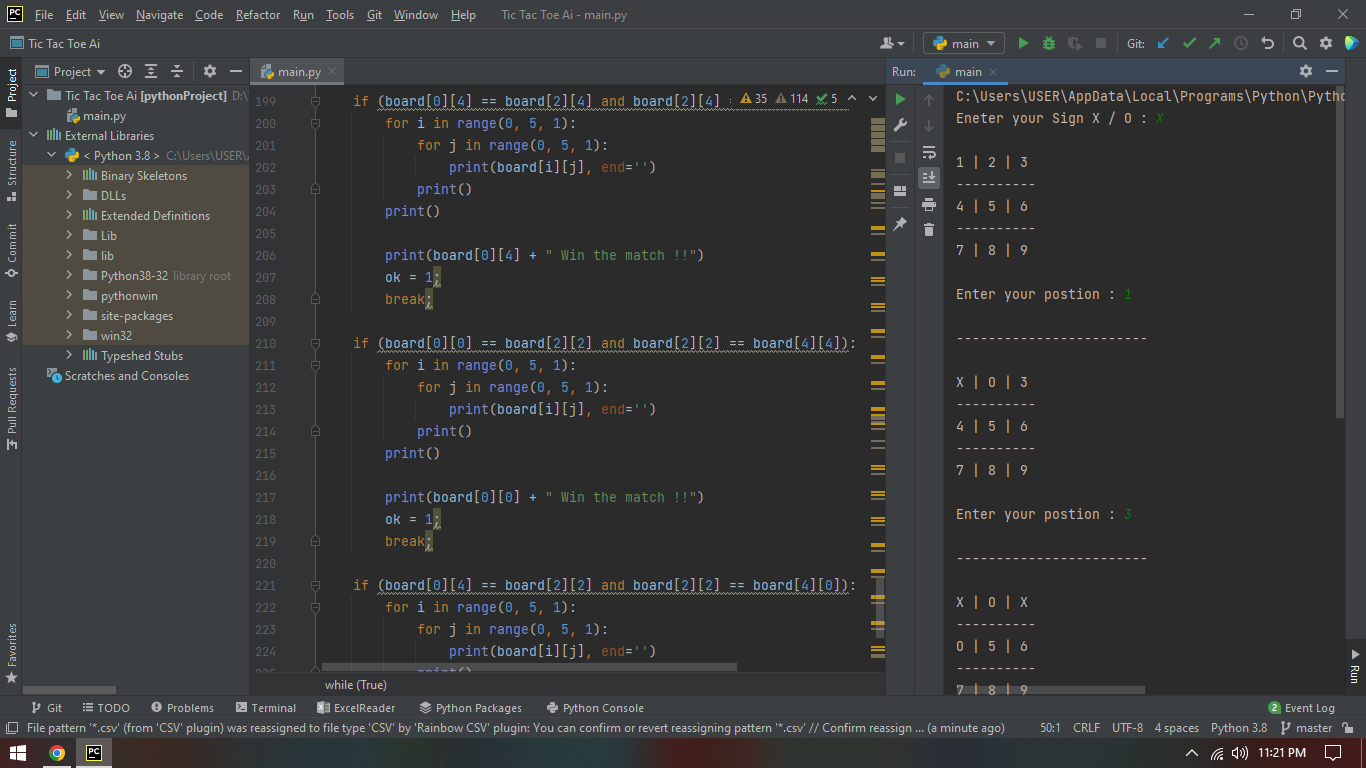 File Edit View Navigate Code Refactor Run Tools Git Window Help Tic Tac Toe Ai - main.py
Tic Tac Toe Ai main Git:
Project main.py Run: main
Project
Structure
Commit
Learn
Pull Requests
Favorites
Tic Tac Toe Ai [pythonProject] D:\
main.py
External Libraries
< Python 3.8 > C:\Users\USER\
Binary Skeletons
DLLs
Extended Definitions
Lib
lib
Python38-32 library root
pythonwin
site-packages
win32
Typeshed Stubs
Scratches and Consoles
35 114 5
199 if (board[0][4] == board[2][4] and board[2][4]
200 for i in range(0, 5, 1):
201 for j in range(0, 5, 1):
202 print(board[i][j], end='')
203 print()
204 print()
205
206 print(board[0][4] + " Win the match !!")
207 ok = 1;
208 break;
209
210 if (board[0][0] == board[2][2] and board[2][2] == board[4][4]):
211 for i in range(0, 5, 1):
212 for j in range(0, 5, 1):
213 print(board[i][j], end='')
214 print()
215 print()
216
217 print(board[0][0] + " Win the match !!")
218 ok = 1;
219 break;
220
221 if (board[0][4] == board[2][2] and board[2][2] == board[4][0]):
222 for i in range(0, 5, 1):
223 for j in range(0, 5, 1):
224 print(board[i][j], end='')
while (True)
C:\Users\USER\AppData\Local\Programs\Python\Pytho
Eneter your Sign X / O : X
1 | 2 | 3
----------
4 | 5 | 6
----------
7 | 8 | 9
Enter your postion : 1
------------------------
X | O | 3
----------
4 | 5 | 6
----------
7 | 8 | 9
Enter your postion : 3
------------------------
X | O | X
----------
O | 5 | 6
----------
7 | 8 | 9
Run
Git TODO Problems Terminal ExcelReader Python Packages Python Console 2 Event Log
File pattern '*.csv' (from 'CSV' plugin) was reassigned to file type 'CSV' by 'Rainbow CSV' plugin: You can confirm or revert reassigning pattern '*.csv' // Confirm reassign ... (a minute ago) 50:1 CRLF UTF-8 4 spaces Python 3.8 master
PC 11:21 PM